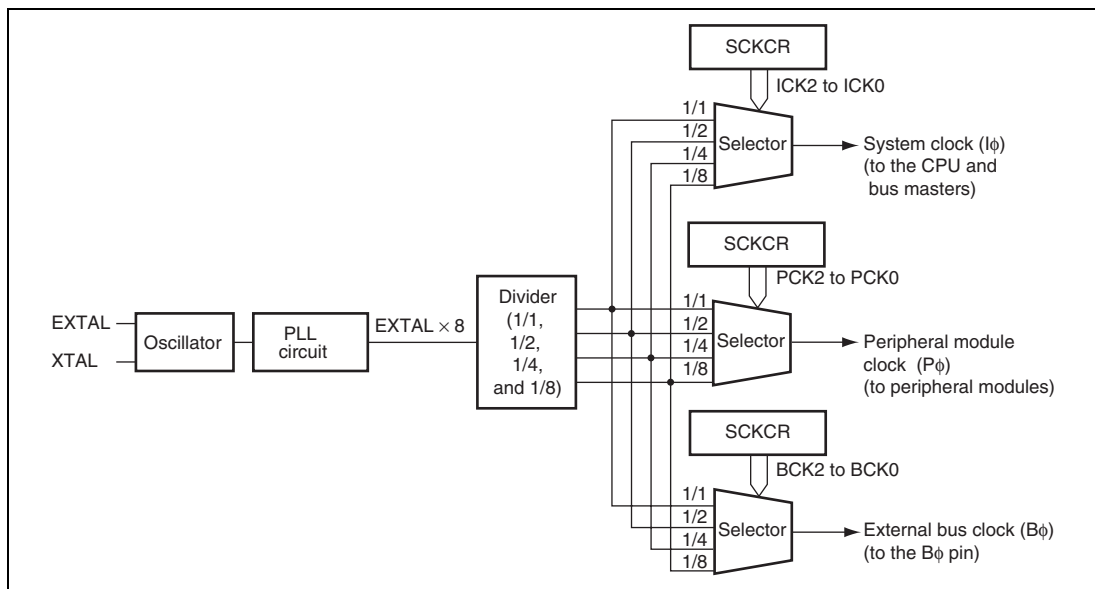 SCKCR
ICK2 to ICK0
1/1
1/2
1/4
1/8
Selector
System clock (Iϕ)
(to the CPU and
bus masters)
SCKCR
PCK2 to PCK0
EXTAL
XTAL
Oscillator
PLL
circuit
EXTAL × 8
Divider
(1/1,
1/2,
1/4,
and 1/8)
1/1
1/2
1/4
1/8
Selector
Peripheral module
clock (Pϕ)
(to peripheral modules)
SCKCR
BCK2 to BCK0
1/1
1/2
1/4
1/8
Selector
External bus clock (Bϕ)
(to the Bϕ pin)